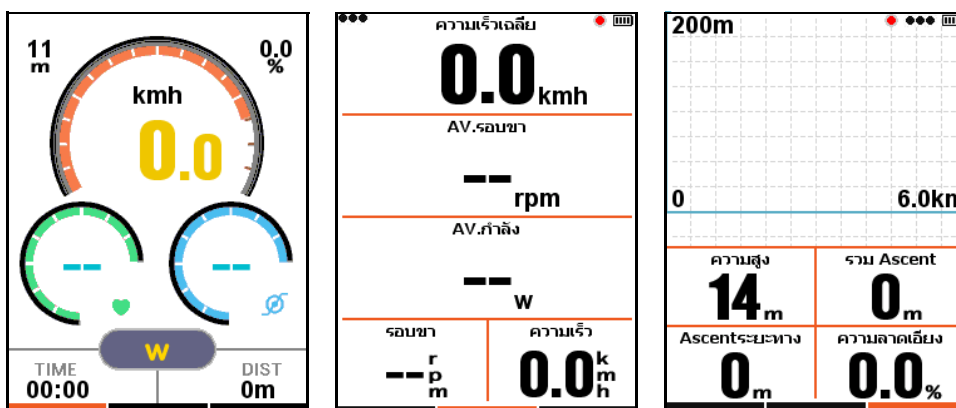 11
m
0.0
%
kmh
0.0
--
--
W
TIME
00:00
DIST
0m
ความเร็วเฉลี่ย
0.0kmh
AV.รอบขา
--rpm
AV.กำลัง
--W
รอบขา
--rpm
ความเร็ว
0.0kmh
200m
0
6.0km
ความสูง
14m
รวม Ascent
0m
Ascentระยะทาง
0m
ความลาดเอียง
0.0%